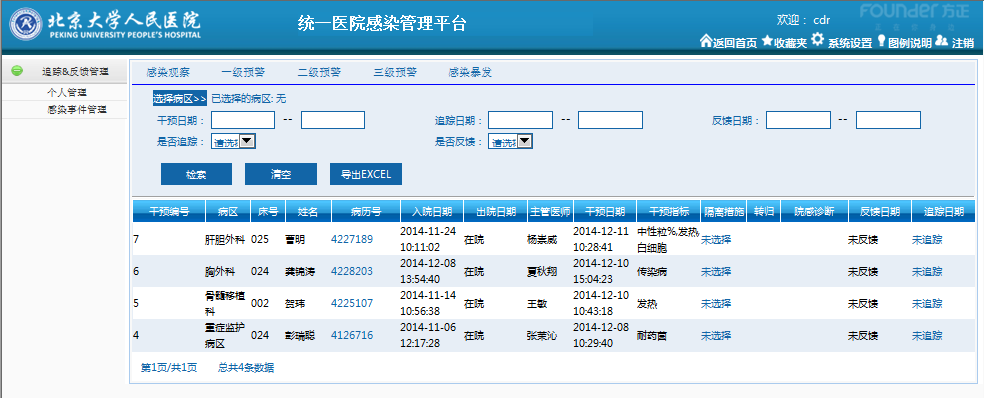 北京大学人民医院
PEKING UNIVERSITY PEOPLE'S HOSPITAL
统一医院感染管理平台
欢迎： cdr
FOUNDER 方正
返回首页 收藏夹 系统设置 图例说明 注销
追踪&反馈管理
个人管理
感染事件管理
感染观察 一级预警 二级预警 三级预警 感染暴发
选择病区>> 已选择的病区: 无
干预日期： -- 追踪日期： -- 反馈日期： --
是否追踪： 请选择 是否反馈： 请选择
检索 清空 导出EXCEL
干预编号 病区 床号 姓名 病历号 入院日期 出院日期 主管医师 干预日期 干预指标 隔离措施 转归 院感诊断 反馈日期 追踪日期
7 肝胆外科 025 曹明 4227189 2014-11-24 10:11:02 在院 杨崇威 2014-12-11 10:28:41 中性粒%,发热,白细胞 未选择 未反馈 未追踪
6 胸外科 024 龚锦涛 4228203 2014-12-08 13:54:40 在院 夏秋翔 2014-12-10 15:04:23 传染病 未选择 未反馈 未追踪
5 骨髓移植科 002 贺玮 4225107 2014-11-14 10:56:38 在院 王敏 2014-12-10 10:43:18 发热 未选择 未反馈 未追踪
4 重症监护病区 024 彭瑞聪 4126716 2014-11-06 12:17:28 在院 张茉沁 2014-12-08 10:29:40 耐药菌 未选择 未反馈 未追踪
第1页/共1页 总共4条数据